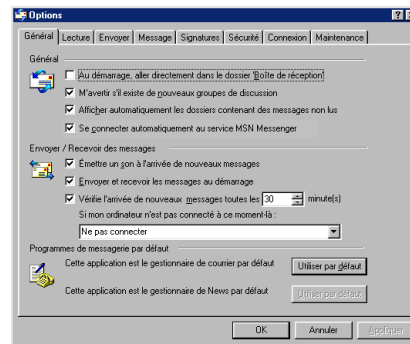 Options
Général Lecture Envoyer Message Signatures Sécurité Connexion Maintenance
Général
Au démarrage, aller directement dans le dossier 'Boîte de réception'
M'avertir s'il existe de nouveaux groupes de discussion
Afficher automatiquement les dossiers contenant des messages non lus
Se connecter automatiquement au service MSN Messenger
Envoyer / Recevoir des messages
Émettre un son à l'arrivée de nouveaux messages
Envoyer et recevoir les messages au démarrage
Vérifie l'arrivée de nouveaux messages toutes les 30 minute(s)
Si mon ordinateur n'est pas connecté à ce moment-là :
Ne pas connecter
Programmes de messagerie par défaut
Cette application est le gestionnaire de courrier par défaut Utiliser par défaut
Cette application est le gestionnaire de News par défaut Utiliser par défaut
OK Annuler Appliquer